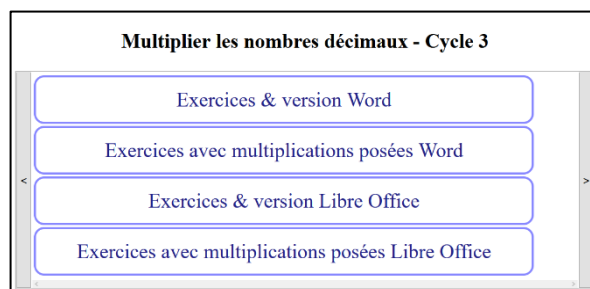 Multiplier les nombres décimaux - Cycle 3
Exercices & version Word
Exercices avec multiplications posées Word
<
>
Exercices & version Libre Office
Exercices avec multiplications posées Libre Office